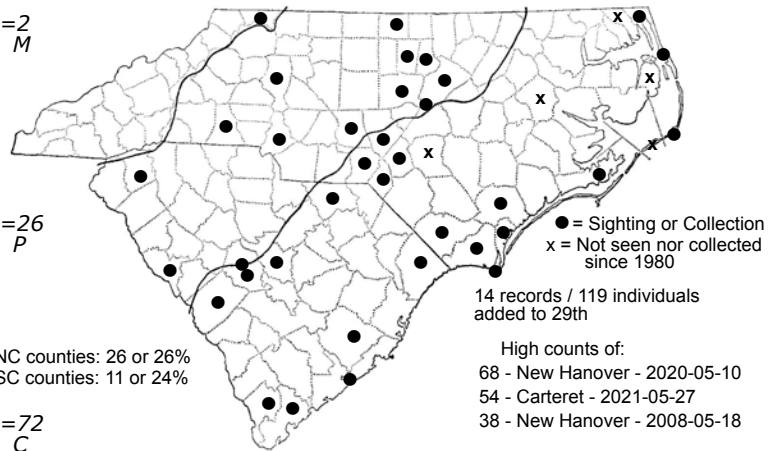 =2
M
x
● = Sighting or Collection
x = Not seen nor collected
since 1980
14 records / 119 individuals
added to 29th
=26
P
High counts of:
68 - New Hanover - 2020-05-10
54 - Carteret - 2021-05-27
38 - New Hanover - 2008-05-18
NC counties: 26 or 26%
SC counties: 11 or 24%
=72
C
x
x
x
x